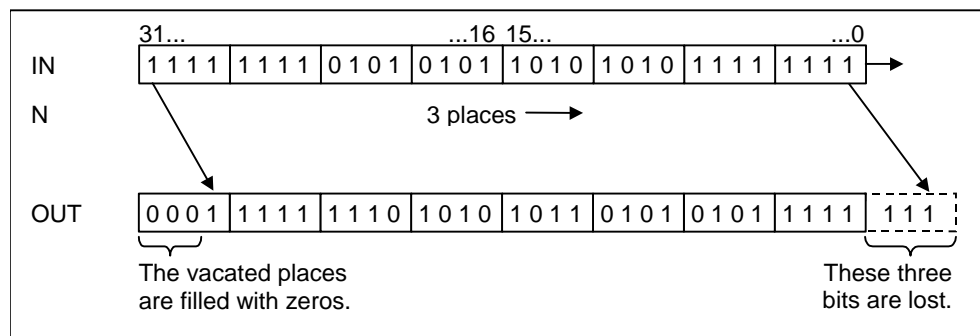 31... ...16 15... ...0
IN 1 1 1 1 1 1 1 1 0 1 0 1 0 1 0 1 1 0 1 0 1 0 1 0 1 1 1 1 1 1 1 1
N 3 places
OUT 0 0 0 1 1 1 1 1 1 1 1 0 1 0 1 0 1 0 1 1 0 1 0 1 0 1 0 1 1 1 1 1 1 1 1
The vacated places These three
are filled with zeros. bits are lost.